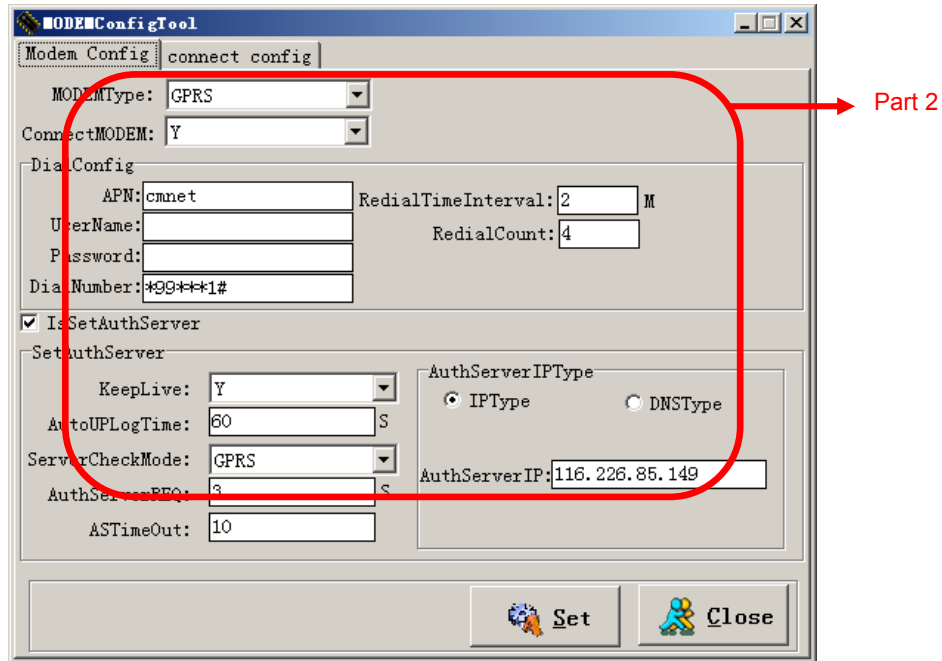 MODEMConfigTool
Modem Config connect config
MODEMType: GPRS
Part 2
ConnectMODEM: Y
DialConfig
APN: cmnet
RedialTimeInterval: 2 M
UserName:
RedialCount: 4
Password:
DialNumber: *99***1#
IsSetAuthServer
SetAuthServer
AuthServerIPType
KeepLive: Y
IPType DNSType
AutoUPLogTime: 60 S
ServerCheckMode: GPRS
AuthServerIP: 116.226.85.149
AuthServerREQ: 3 S
ASTimeOut: 10
Set Close